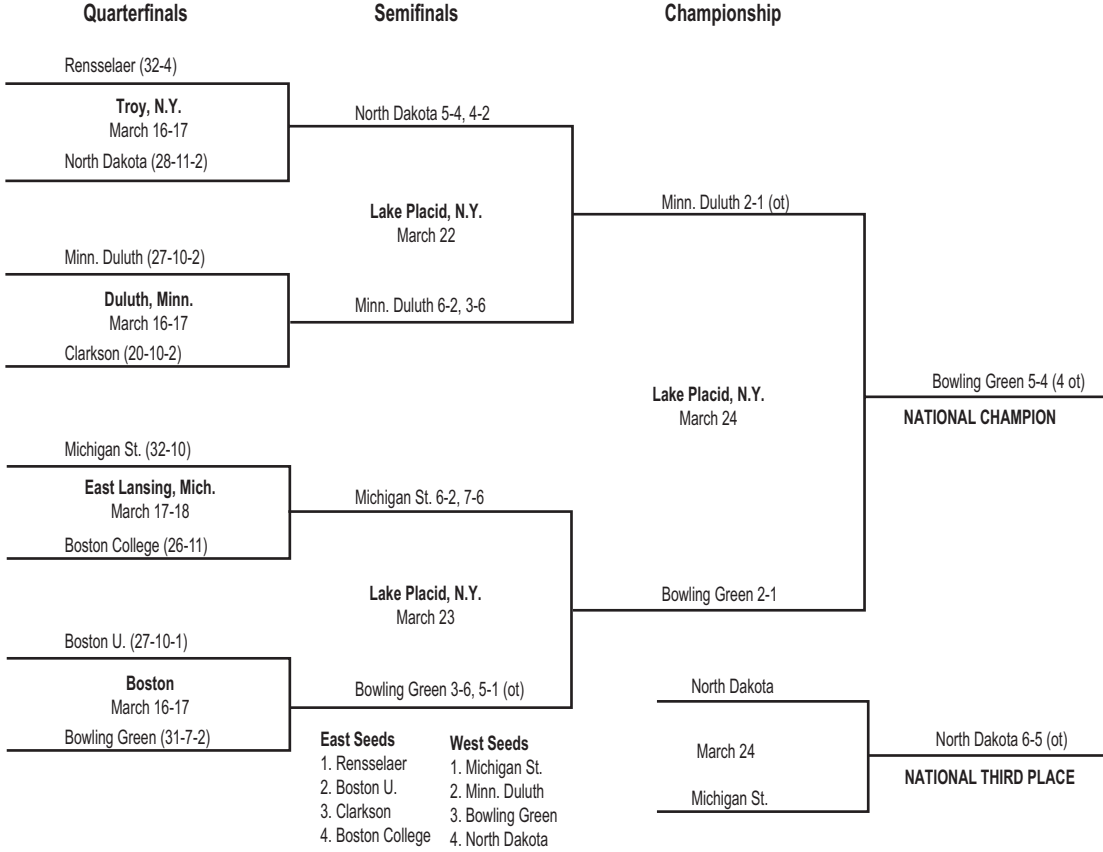 Quarterfinals
Semifinals
Championship
Rensselaer (32-4)
Troy, N.Y.
March 16-17
North Dakota (28-11-2)
Minn. Duluth (27-10-2)
Duluth, Minn.
March 16-17
Clarkson (20-10-2)
Michigan St. (32-10)
East Lansing, Mich.
March 17-18
Boston College (26-11)
Boston U. (27-10-1)
Boston
March 16-17
Bowling Green (31-7-2)
North Dakota 5-4, 4-2
Lake Placid, N.Y.
March 22
Minn. Duluth 6-2, 3-6
Michigan St. 6-2, 7-6
Lake Placid, N.Y.
March 23
Bowling Green 3-6, 5-1 (ot)
Minn. Duluth 2-1 (ot)
Lake Placid, N.Y.
March 24
Bowling Green 2-1
Bowling Green 5-4 (4 ot)
NATIONAL CHAMPION
North Dakota
March 24
Michigan St.
North Dakota 6-5 (ot)
NATIONAL THIRD PLACE
East Seeds
1. Rensselaer
2. Boston U.
3. Clarkson
4. Boston College
West Seeds
1. Michigan St.
2. Minn. Duluth
3. Bowling Green
4. North Dakota